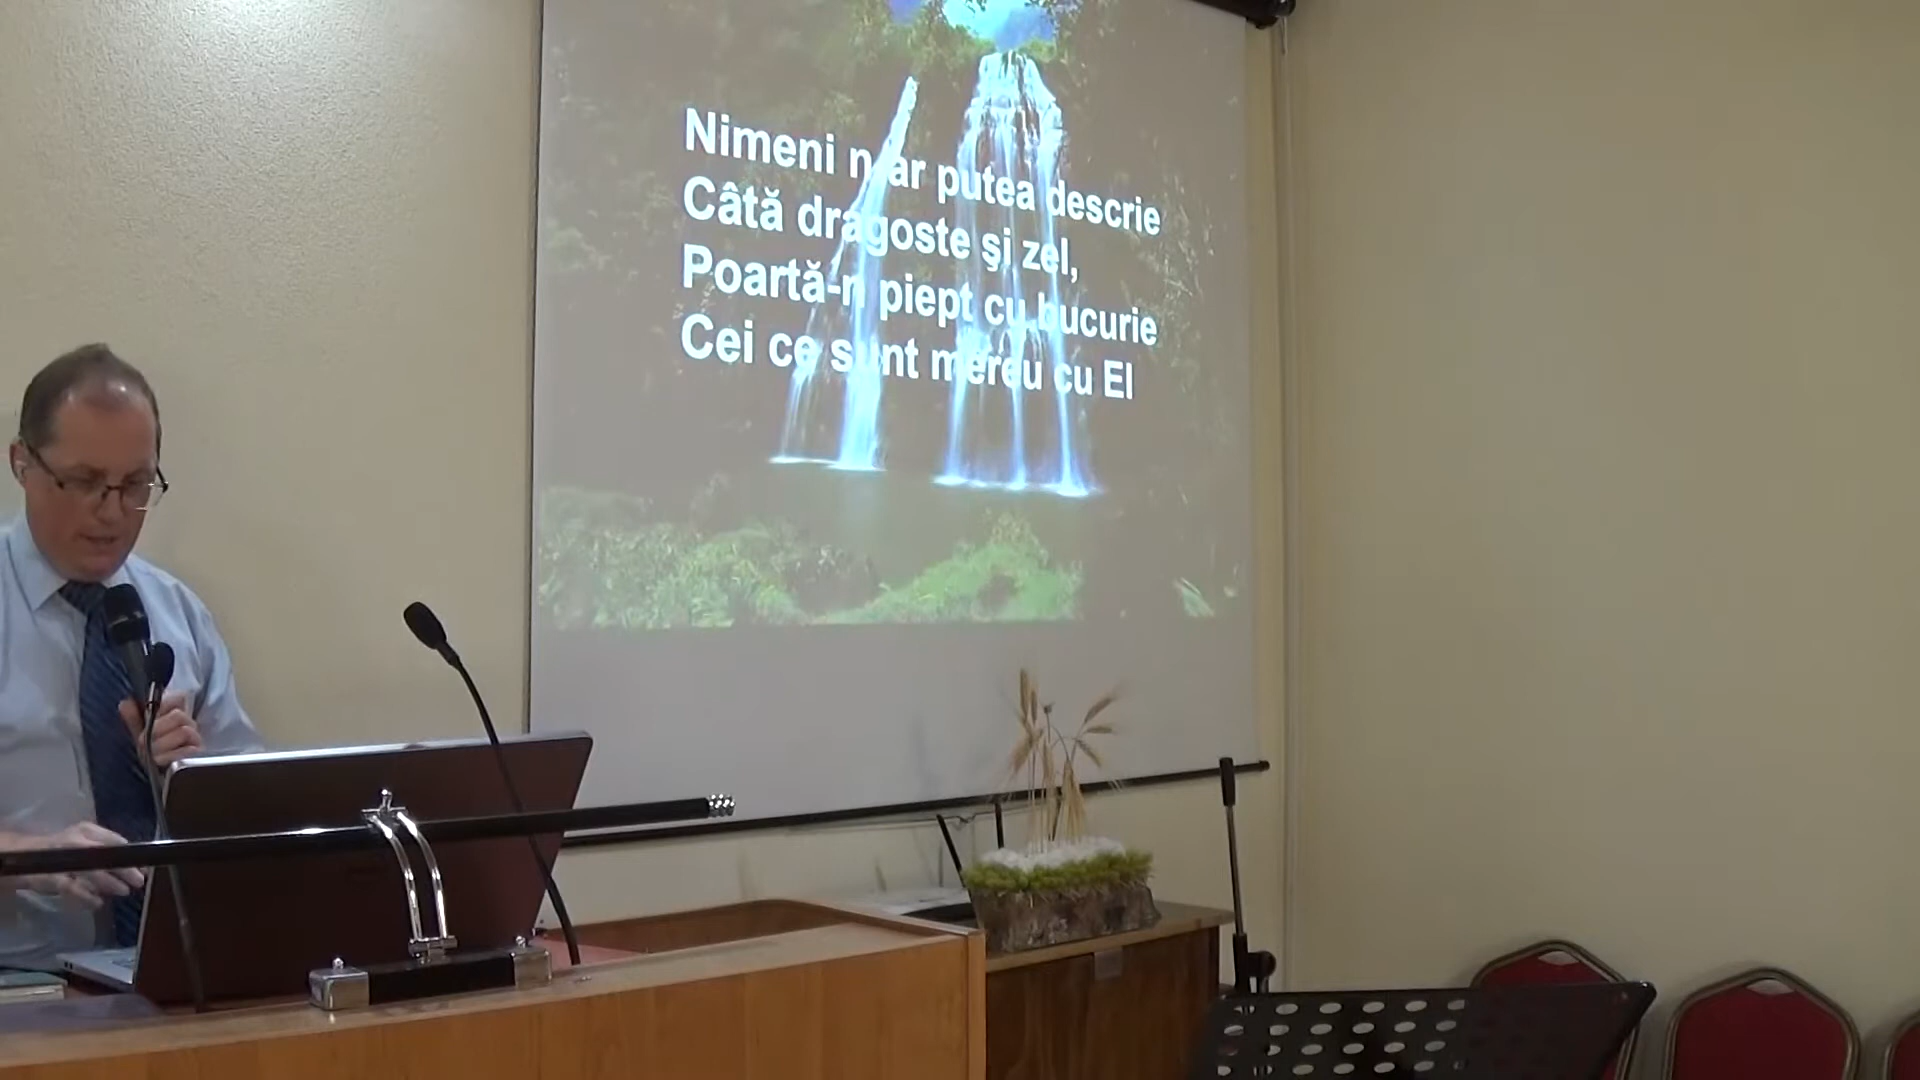 Nimeni n-ar putea descrie
Câtă dragoste şi zel,
Poartă-n piept cu bucurie
Cei ce sunt mereu cu El